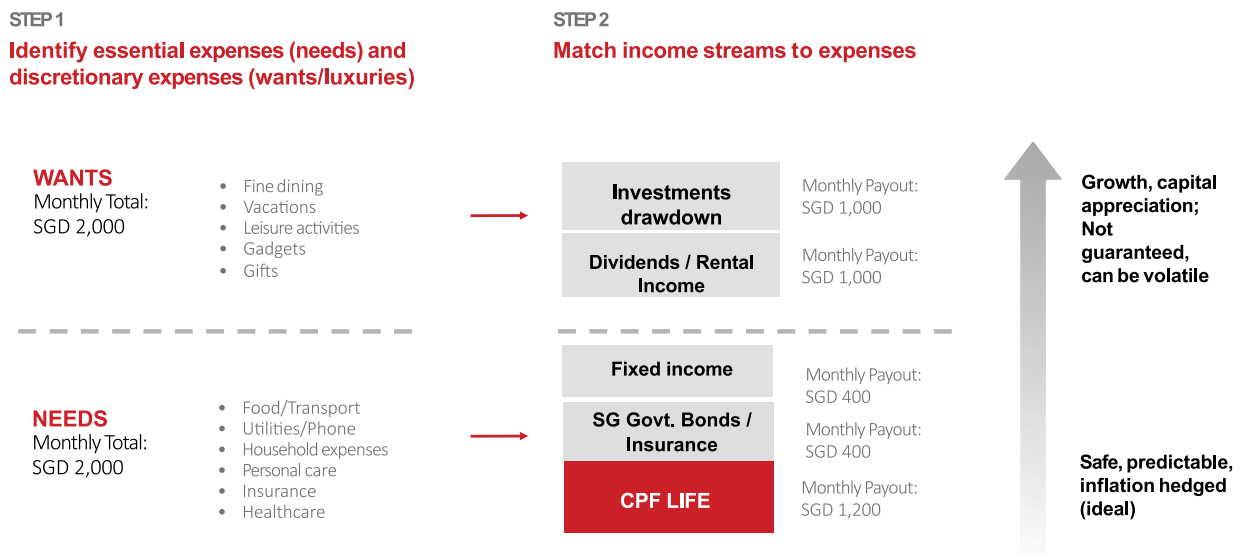 STEP 1
Identify essential expenses (needs) and
discretionary expenses (wants/luxuries)
STEP 2
Match income streams to expenses
WANTS
Monthly Total:
SGD 2,000
• Fine dining
• Vacations
• Leisure activities
• Gadgets
• Gifts
Investments
drawdown
Monthly Payout:
SGD 1,000
Dividends / Rental
Income
Monthly Payout:
SGD 1,000
Growth, capital
appreciation;
Not
guaranteed,
can be volatile
NEEDS
Monthly Total:
SGD 2,000
• Food/Transport
• Utilities/Phone
• Household expenses
• Personal care
• Insurance
• Healthcare
Fixed income
Monthly Payout:
SGD 400
SG Govt. Bonds /
Insurance
Monthly Payout:
SGD 400
CPF LIFE
Monthly Payout:
SGD 1,200
Safe, predictable,
inflation hedged
(ideal)